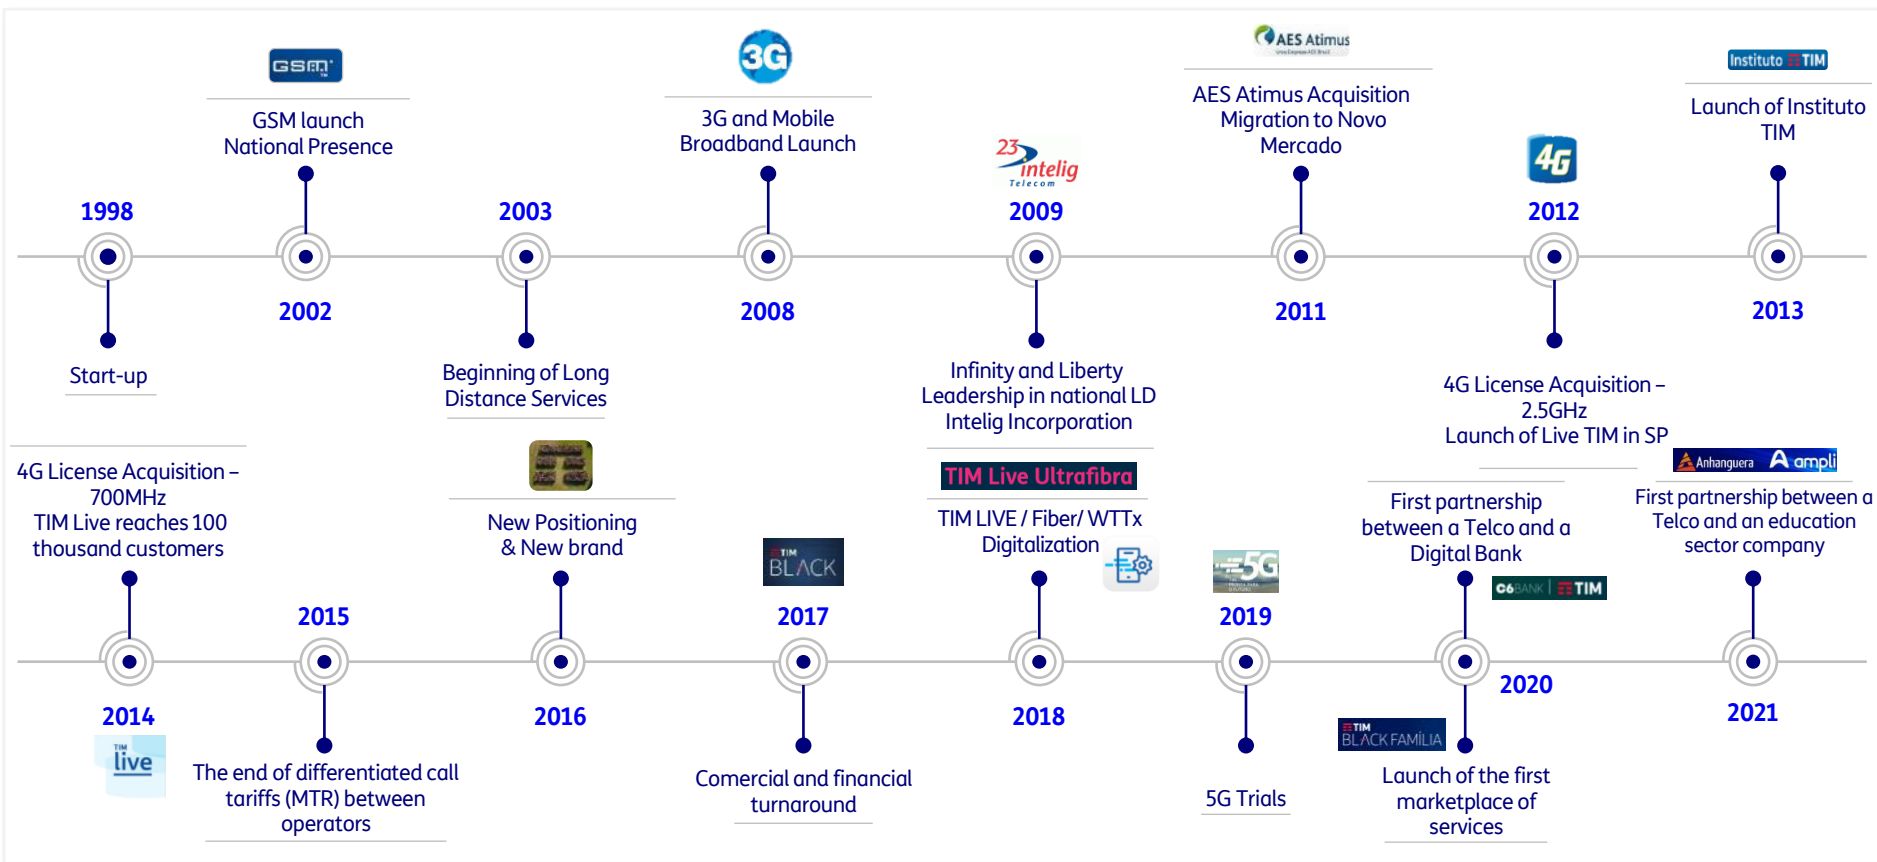 GSM
TM
GSM launch
National Presence
3G
3G and Mobile
Broadband Launch
23
intelig
Telecom
AES Atimus
AES Atimus Acquisition
Migration to Novo
Mercado
4G
Instituto TIM
Launch of Instituto
TIM
1998
2003
2009
2012
2002
2008
2011
2013
Start-up
Beginning of Long
Distance Services
Infinity and Liberty
Leadership in national LD
Intelig Incorporation
4G License Acquisition –
2.5GHz
Launch of Live TIM in SP
4G License Acquisition –
700MHz
TIM Live reaches 100
thousand customers
New Positioning
& New brand
TIM
BLACK
TIM Live Ultrafibra
TIM LIVE / Fiber/ WTTx
Digitalization
5G
First partnership
between a Telco and a
Digital Bank
C6BANK | TIM
Anhanguera
ampli
First partnership between a
Telco and an education
sector company
2015
2017
2019
2014
2016
2018
2020
2021
TIM
live
The end of differentiated call
tariffs (MTR) between
operators
Comercial and financial
turnaround
5G Trials
TIM
BLACK FAMÍLIA
Launch of the first
marketplace of
services